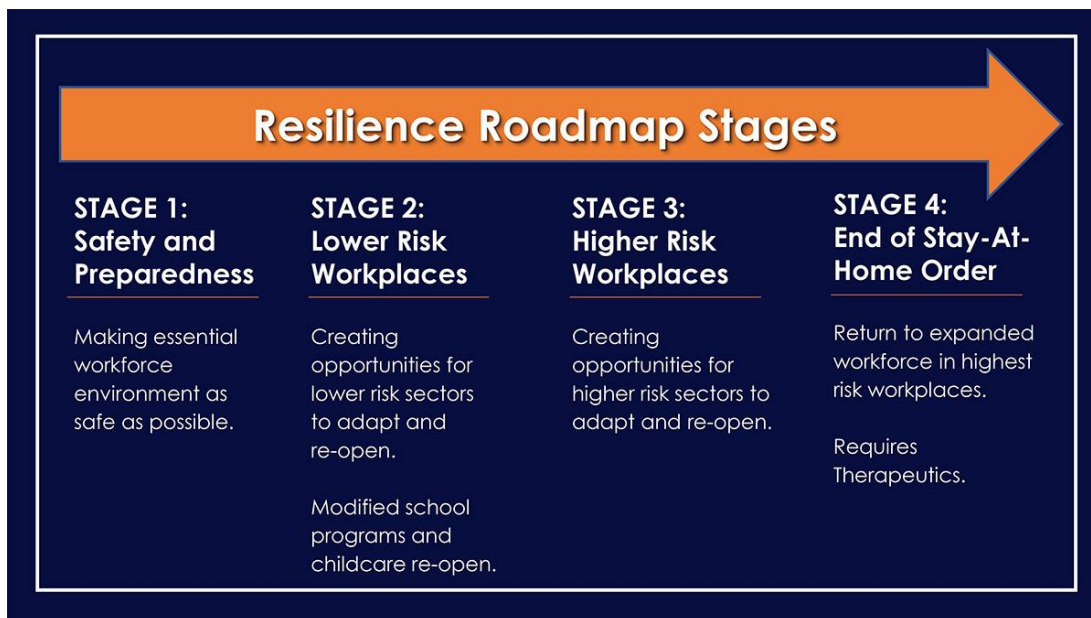 Resilience Roadmap Stages
STAGE 1:
Safety and
Preparedness
Making essential
workforce
environment as
safe as possible.
STAGE 2:
Lower Risk
Workplaces
Creating
opportunities for
lower risk sectors
to adapt and
re-open.
Modified school
programs and
childcare re-open.
STAGE 3:
Higher Risk
Workplaces
Creating
opportunities for
higher risk sectors to
adapt and re-open.
STAGE 4:
End of Stay-At-
Home Order
Return to expanded
workforce in highest
risk workplaces.
Requires
Therapeutics.